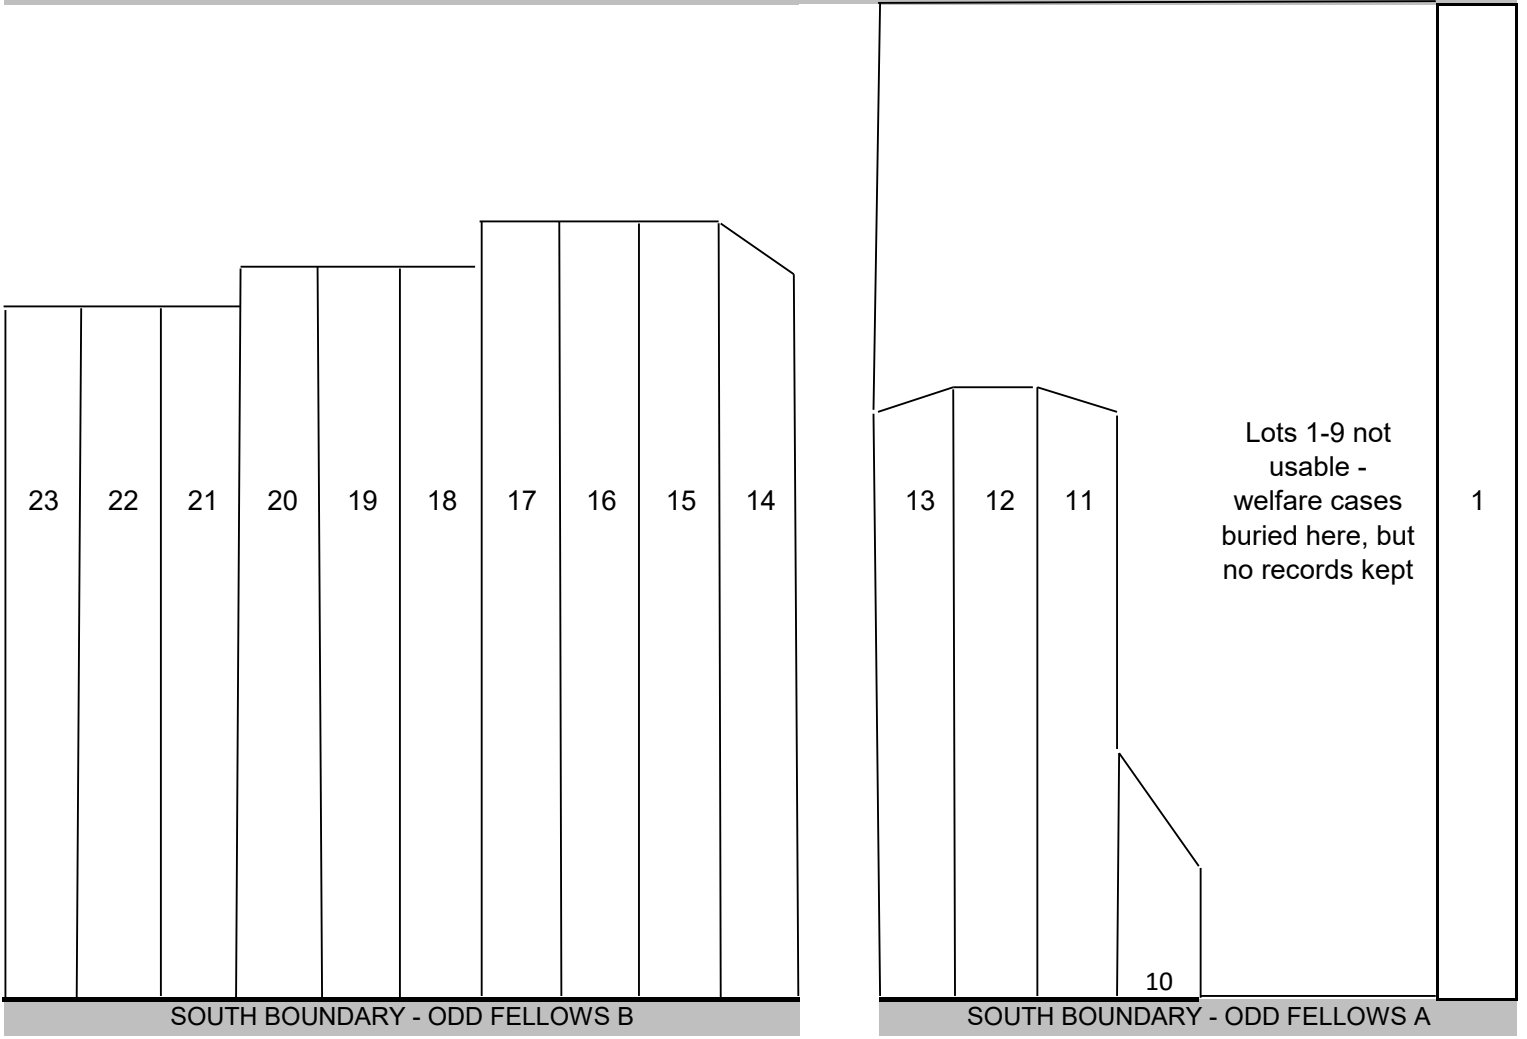 Lots 1-9 not
usable -
23 22 21 20 19 18 17 16 15 14 13 12 11 welfare cases 1
buried here, but
no records kept
10
SOUTH BOUNDARY - ODD FELLOWS B
SOUTH BOUNDARY - ODD FELLOWS A